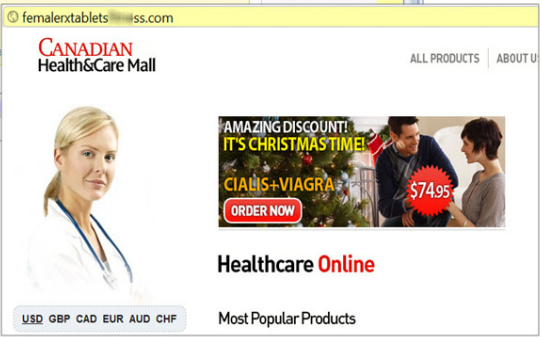 femalerxtablets ss.com
CANADIAN
Health&Care Mall
ALL PRODUCTS
ABOUT U
AMAZING DISCOUNT!
IT'S CHRISTMAS TIME!
CIALIS+VIAGRA
$74.95
ORDER NOW
Healthcare Online
USD GBP CAD EUR AUD CHF
Most Popular Products